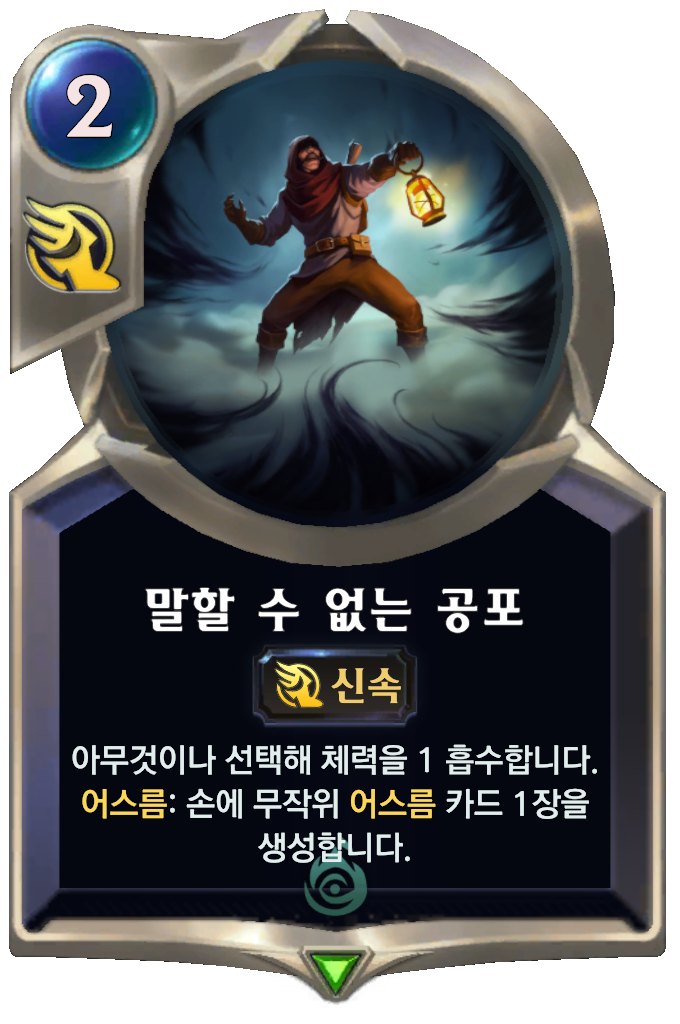 2
말할 수 없는 공포
신속
아무것이나 선택해 체력을 1 흡수합니다.
어스름: 손에 무작위 어스름 카드 1장을
생성합니다.